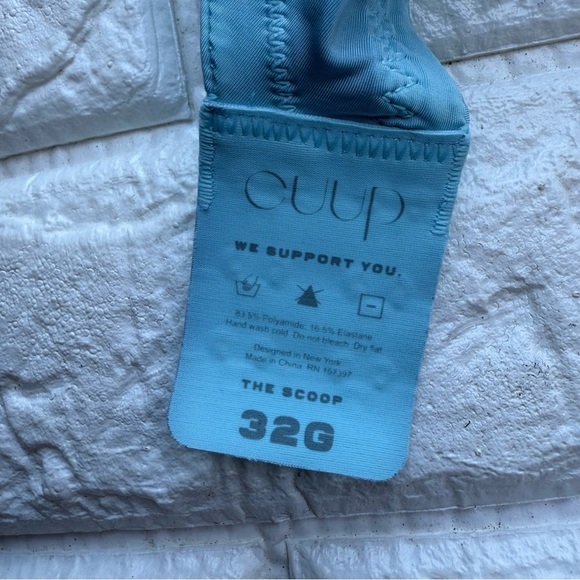 cuup
WE SUPPORT YOU.
83.5% Polyamide, 16.5% Elastane
Hand wash cold. Do not bleach. Dry flat
Designed in New York
Made in China. RN
THE SCOOP
32G